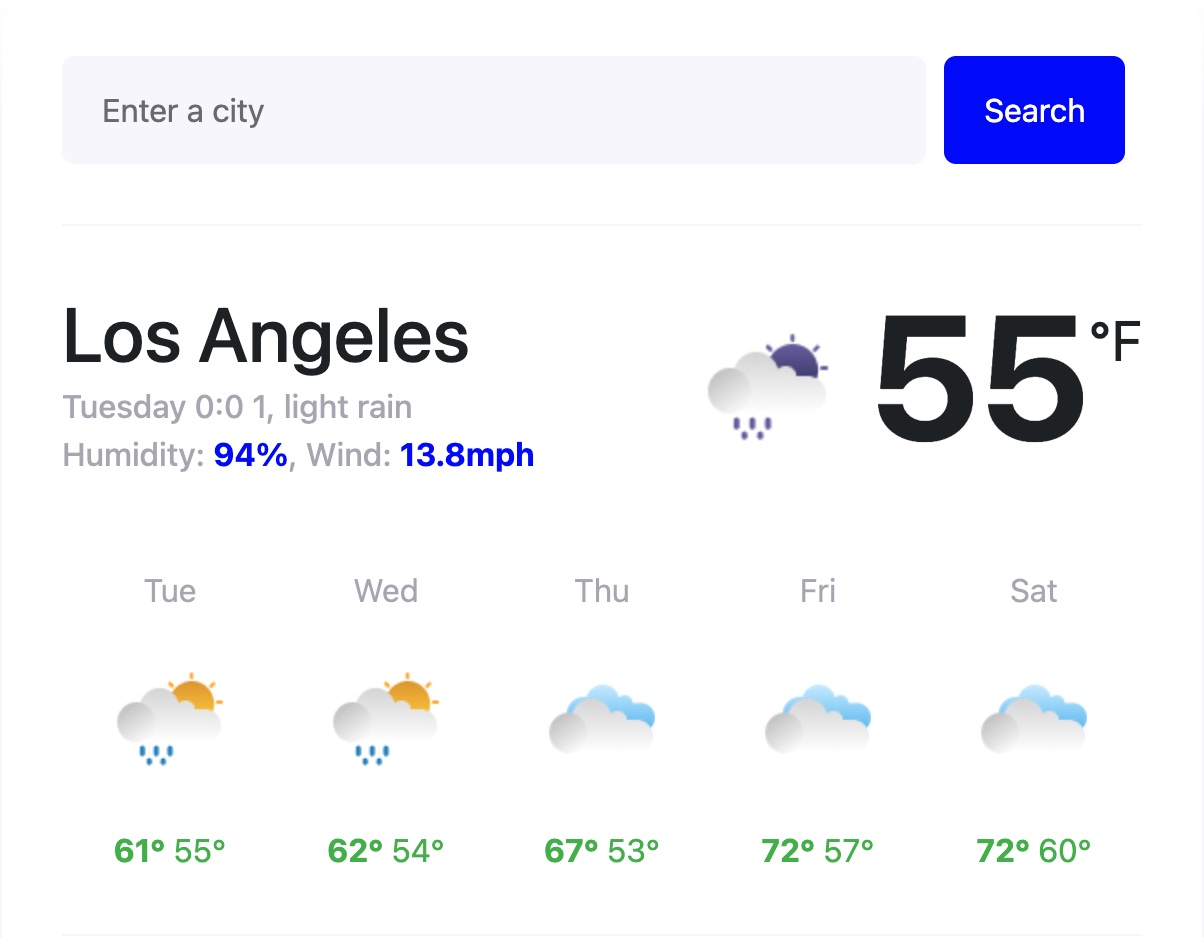 Enter a city
Search
Los Angeles
55 °F
Tuesday 0:0 1, light rain
Humidity: 94%, Wind: 13.8mph
Tue Wed Thu Fri Sat
61° 55° 62° 54° 67° 53° 72° 57° 72° 60°